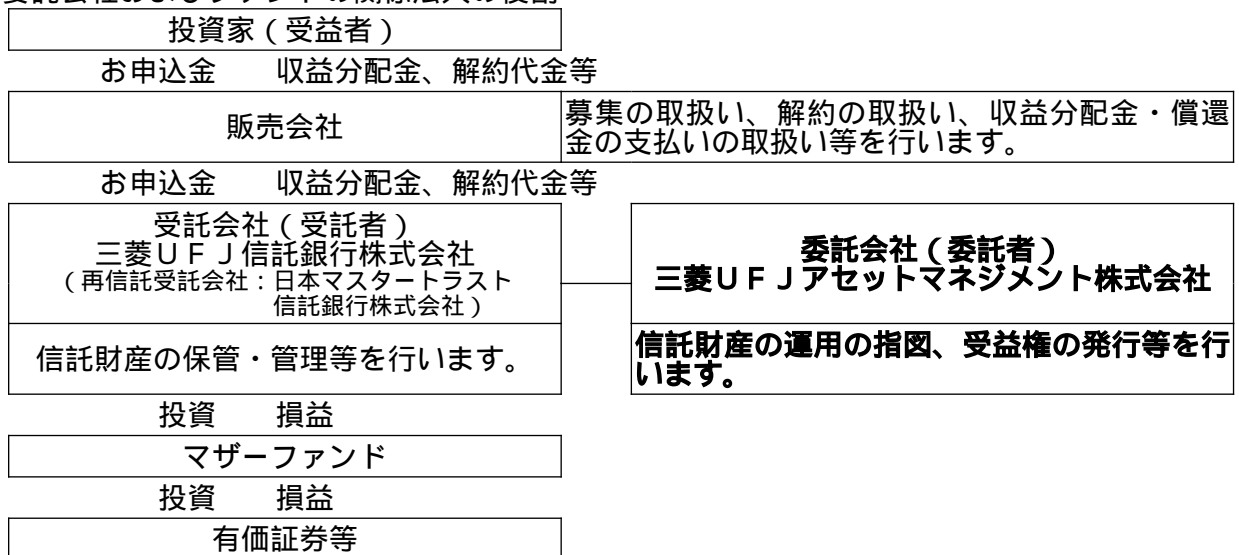 投資家(受益者)
お申込金 収益分配金、解約代金等
販売会社
募集の取扱い、解約の取扱い、収益分配金・償還
金の支払いの取扱い等を行います。
お申込金 収益分配金、解約代金等
受託会社(受託者)
三菱UFJ信託銀行株式会社
(再信託受託会社:日本マスタートラスト
信託銀行株式会社)
委託会社(委託者)
三菱UFJアセットマネジメント株式会社
信託財産の保管・管理等を行います。
信託財産の運用の指図、受益権の発行等を行
います。
投資 損益
マザーファンド
投資 損益
有価証券等